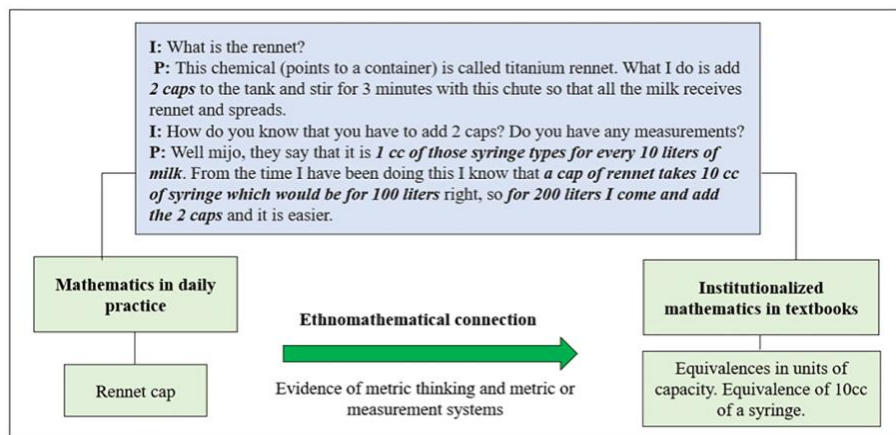 I: What is the rennet?
P: This chemical (points to a container) is called titanium rennet. What I do is add
2 caps to the tank and stir for 3 minutes with this chute so that all the milk receives
rennet and spreads.
I: How do you know that you have to add 2 caps? Do you have any measurements?
P: Well mijo, they say that it is 1 cc of those syringe types for every 10 liters of
milk. From the time I have been doing this I know that a cap of rennet takes 10 cc
of syringe which would be for 100 liters right, so for 200 liters I come and add
the 2 caps and it is easier.
Mathematics in daily
practice
Rennet cap
Ethnomathematical connection
Evidence of metric thinking and metric or
measurement systems
Institutionalized
mathematics in textbooks
Equivalences in units of
capacity. Equivalence of 10cc
of a syringe.